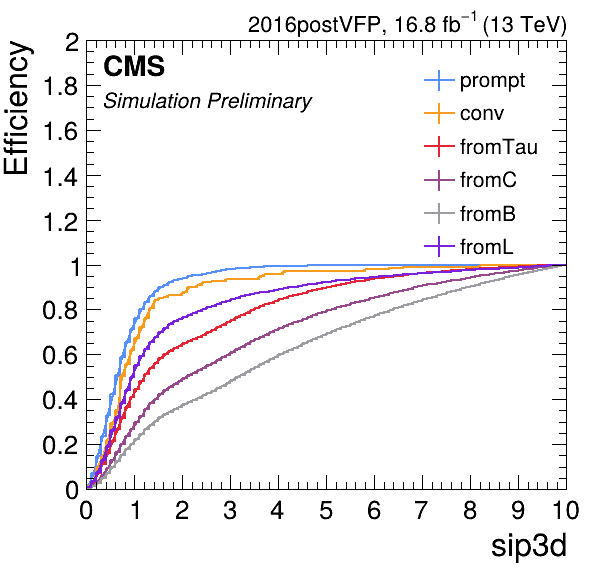 2016postVFP, 16.8 fb⁻¹ (13 TeV)
CMS
Simulation Preliminary
prompt
conv
fromTau
fromC
fromB
fromL
Efficiency
2
1.8
1.6
1.4
1.2
1
0.8
0.6
0.4
0.2
0
0 1 2 3 4 5 6 7 8 9 10
sip3d